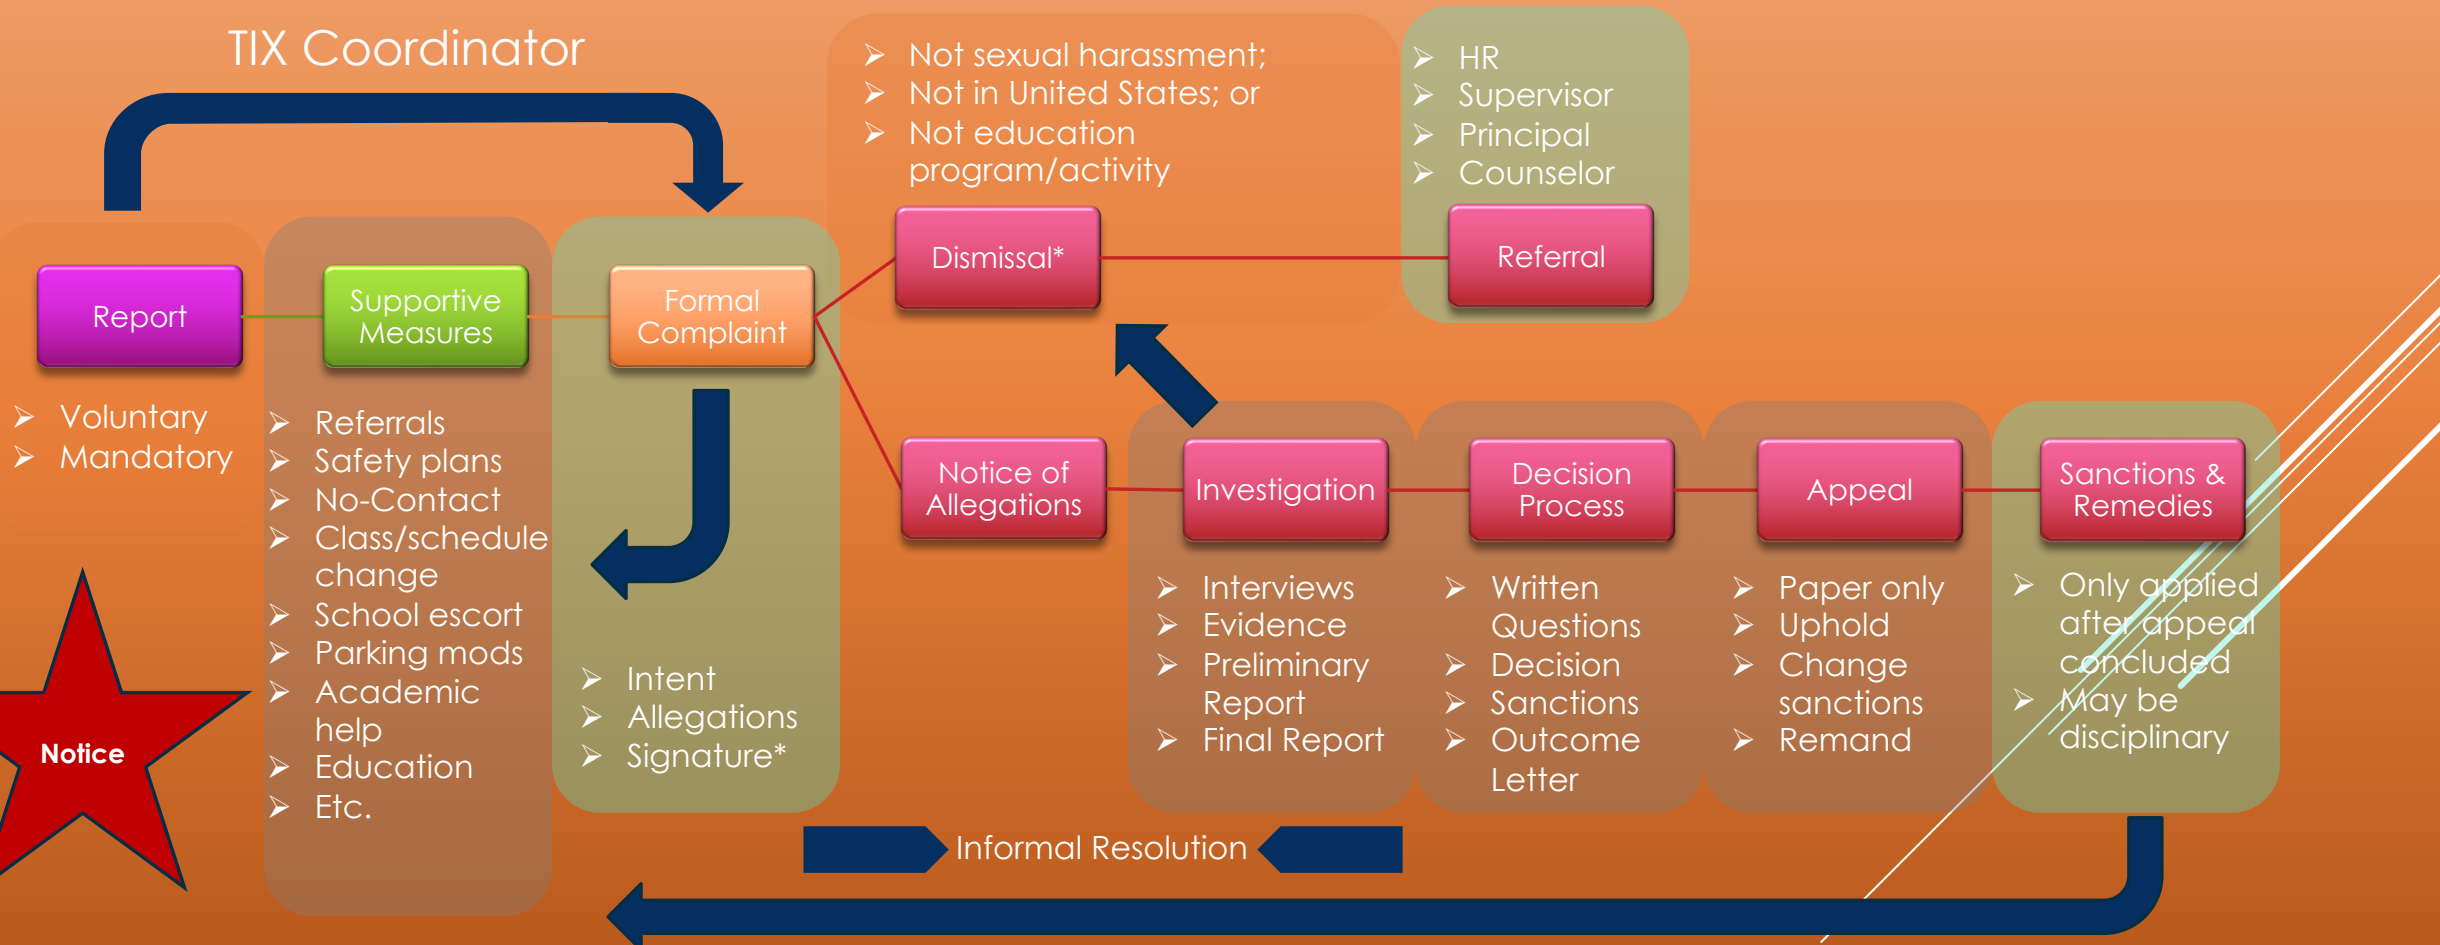 TIX Coordinator
Not sexual harassment;
Not in United States; or
Not education
program/activity
HR
Supervisor
Principal
Counselor
Dismissal*
Referral
Report
Supportive
Measures
Formal
Complaint
Voluntary
Mandatory
Referrals
Safety plans
No-Contact
Class/schedule
change
School escort
Parking mods
Academic
help
Education
Etc.
Intent
Allegations
Signature*
Notice
Notice of
Allegations
Investigation
Decision
Process
Appeal
Sanctions &
Remedies
Interviews
Evidence
Preliminary
Report
Final Report
Written
Questions
Decision
Sanctions
Outcome
Letter
Paper only
Uphold
Change
sanctions
Remand
Only applied
after appeal
concluded
May be
disciplinary
Informal Resolution